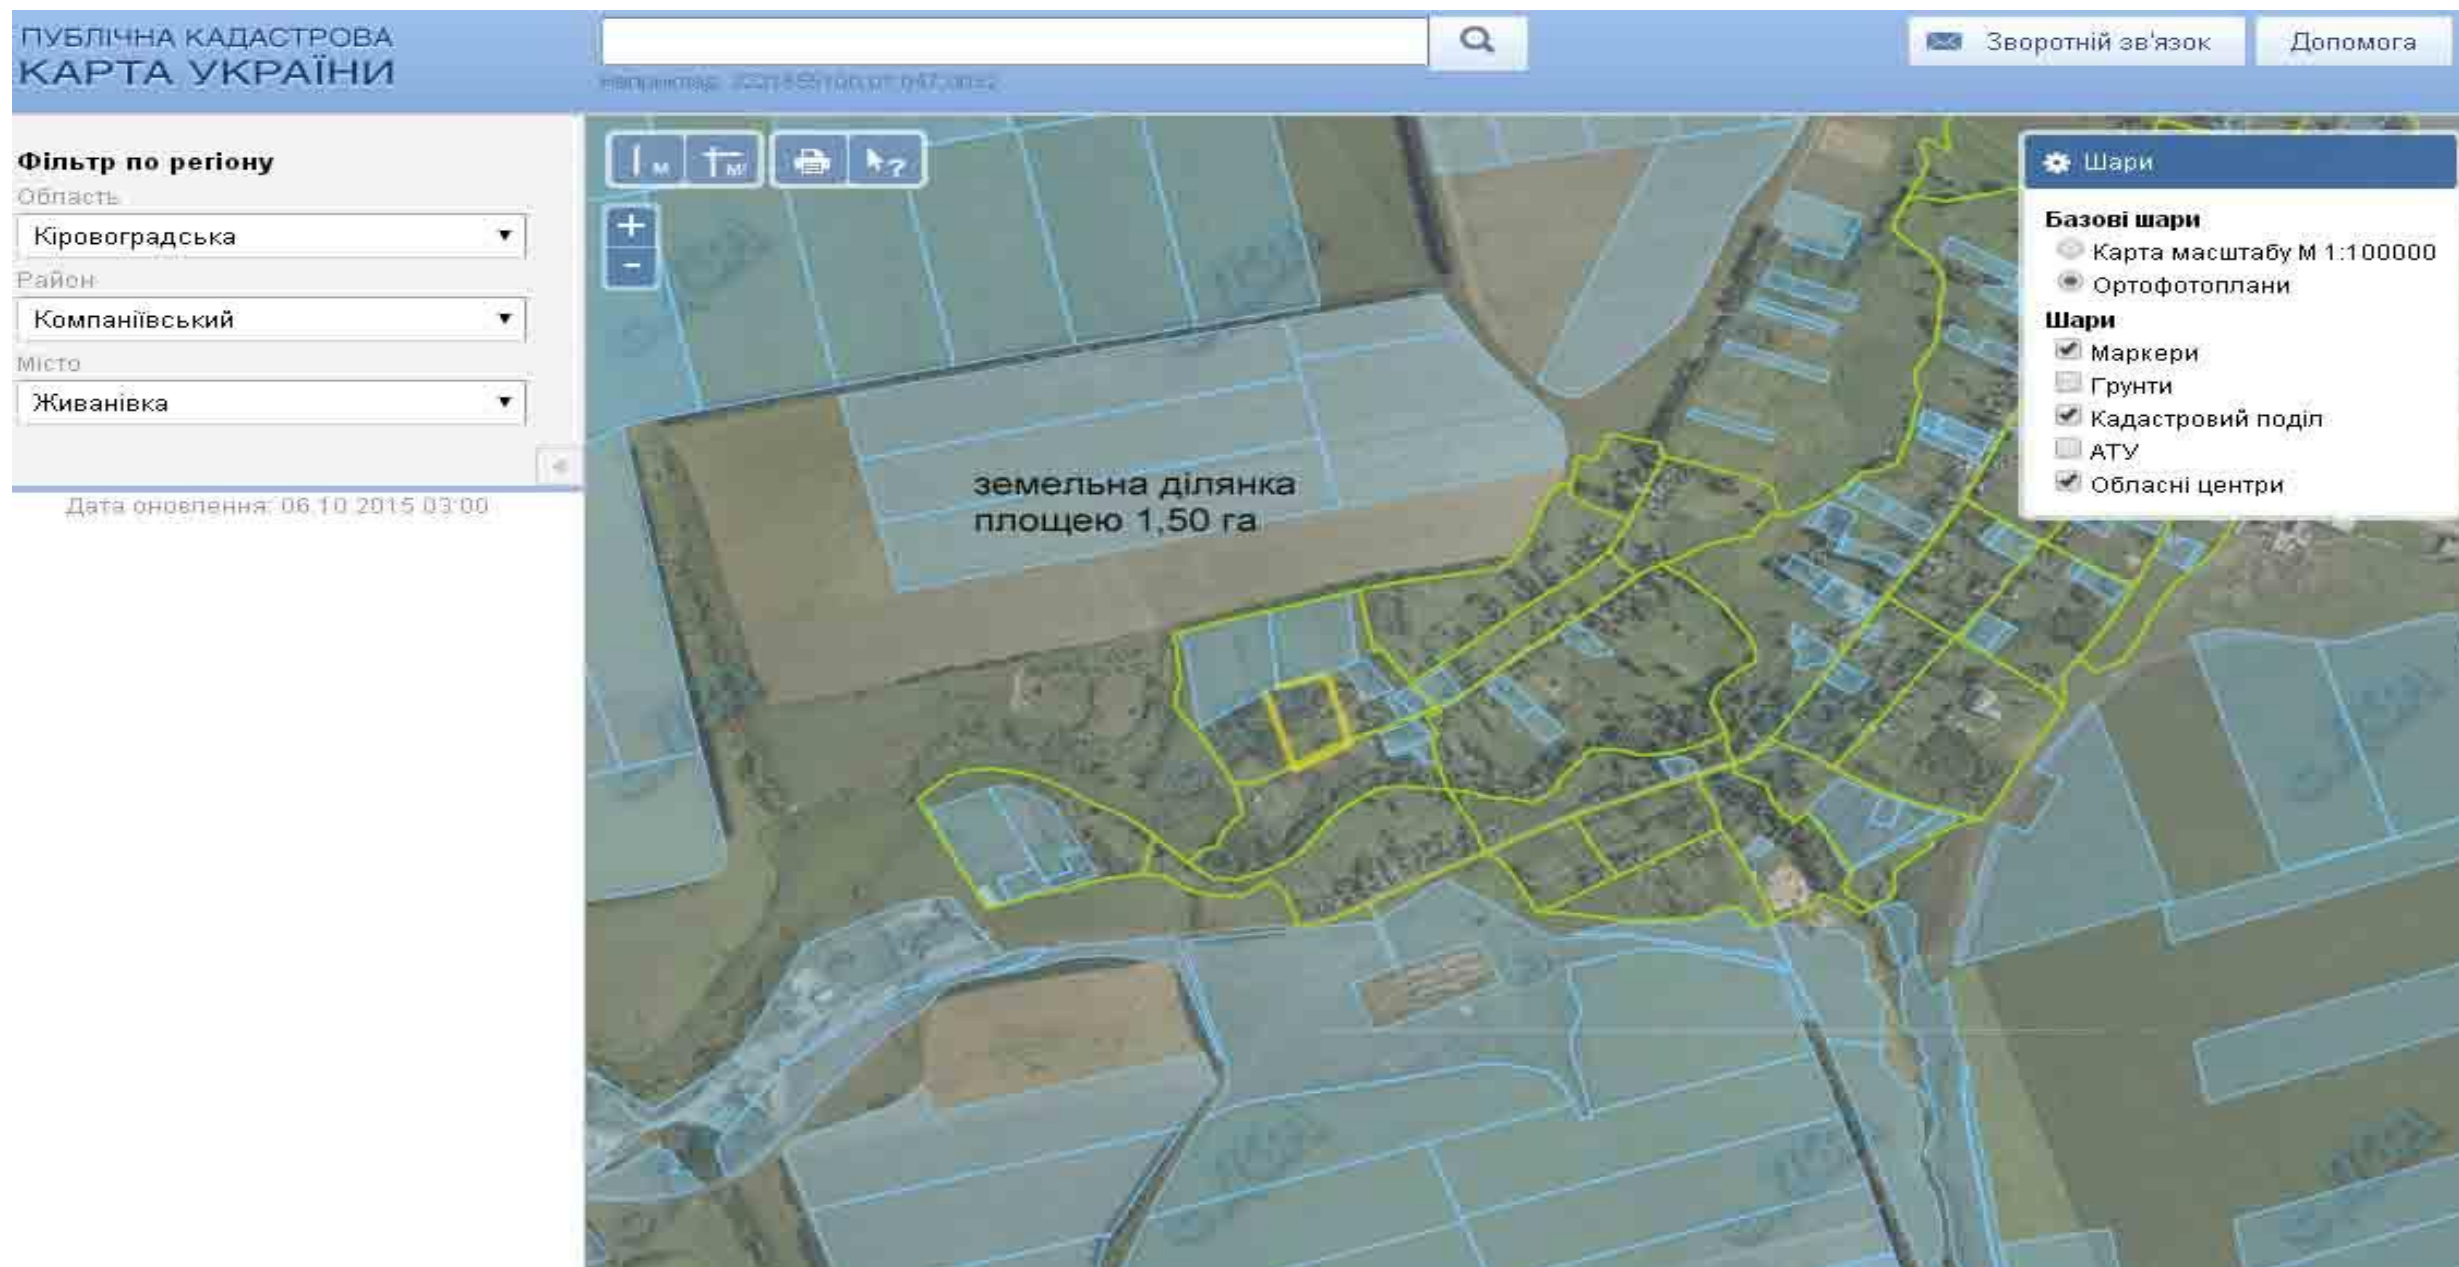 ПУБЛІЧНА КАДАСТРОВА
КАРТА УКРАЇНИ
Зворотній зв'язок
Допомога
Наприклад:
Фільтр по регіону
Область
Кіровоградська
Район
Компаніївський
Місто
Живанівка
Дата оновлення: 06.10.2015 03:00
М
М²
?
+
-
земельна ділянка
площею 1,50 га
Шари
Базові шари
Карта масштабу М 1:100000
Ортофотоплани
Шари
Маркери
Грунти
Кадастровий поділ
АТУ
Обласні центри